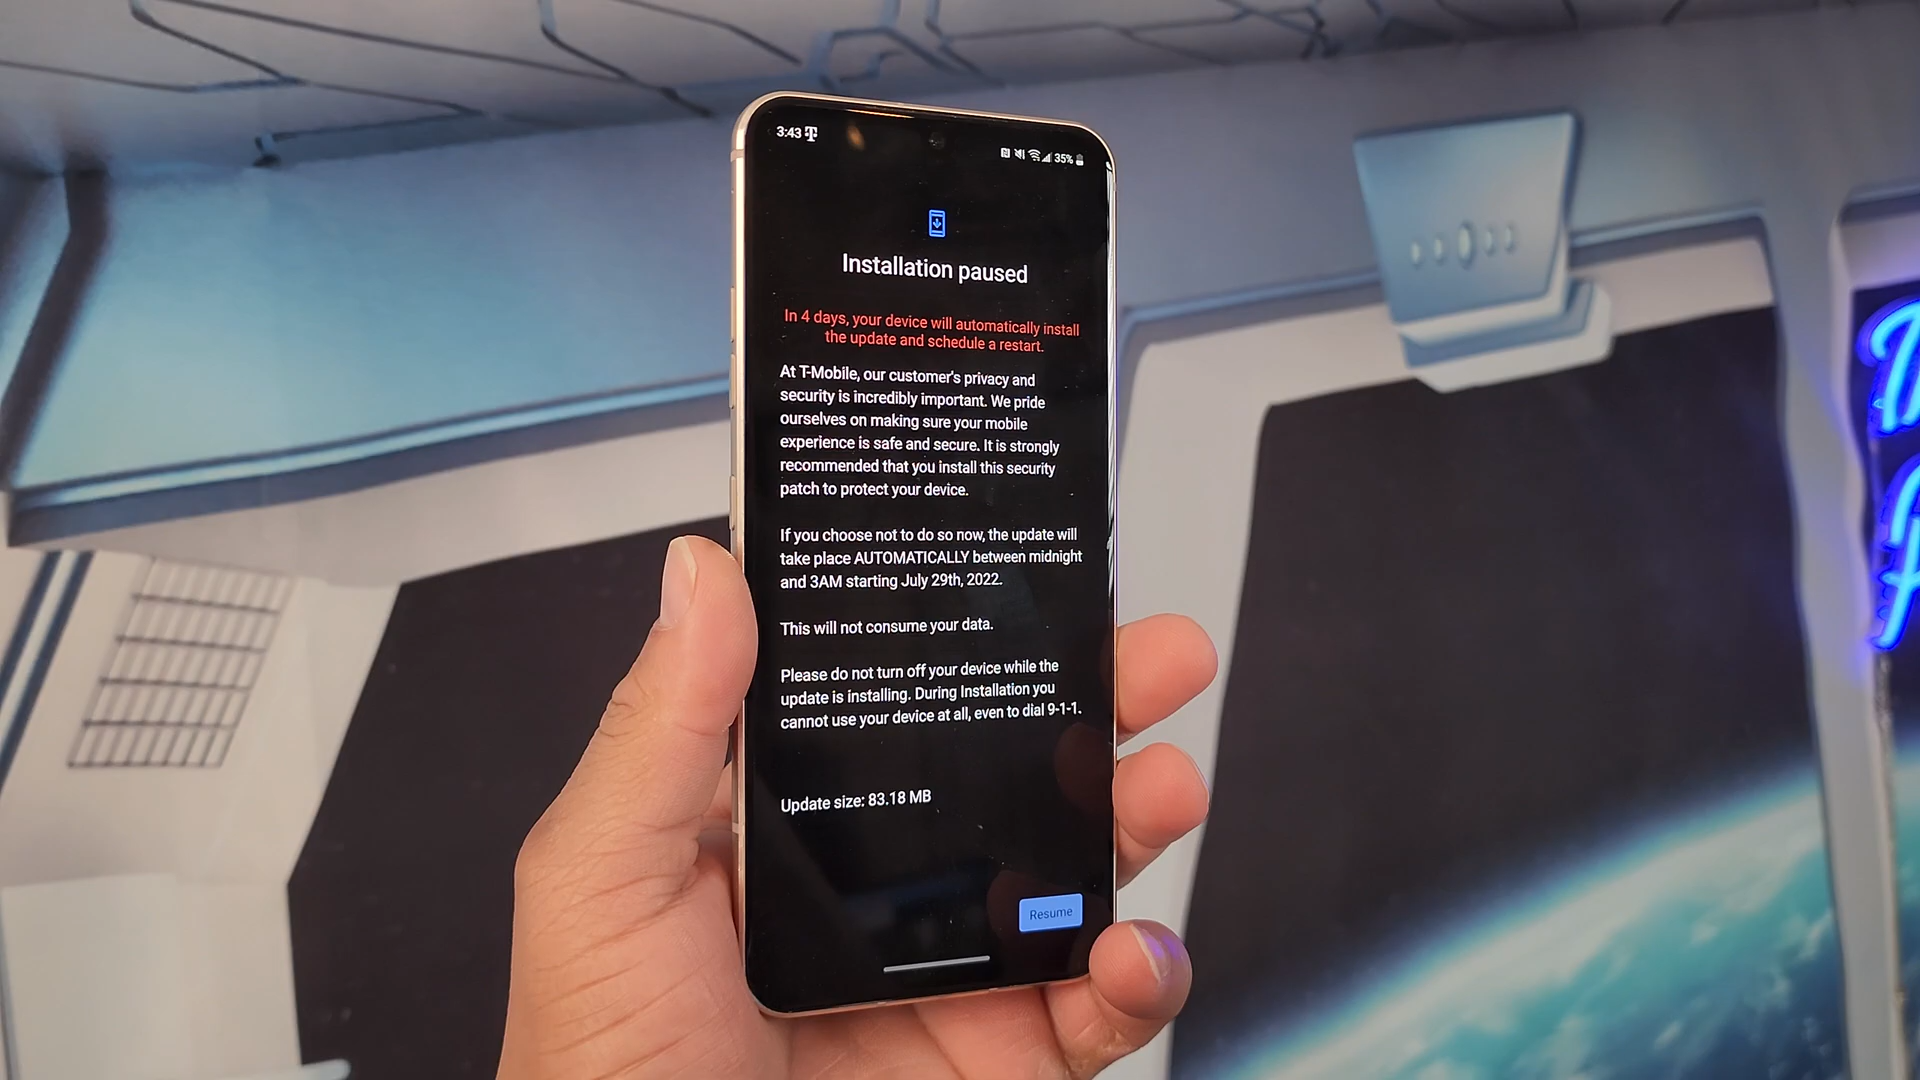 3:43
35%
Installation paused
In 4 days, your device will automatically install
the update and schedule a restart.
At T-Mobile, our customer's privacy and
security is incredibly important. We pride
ourselves on making sure your mobile
experience is safe and secure. It is strongly
recommended that you install this security
patch to protect your device.
If you choose not to do so now, the update will
take place AUTOMATICALLY between midnight
and 3AM starting July 29th, 2022.
This will not consume your data.
Please do not turn off your device while the
update is installing. During Installation you
cannot use your device at all, even to dial 9-1-1.
Update size: 83.18 MB
Resume